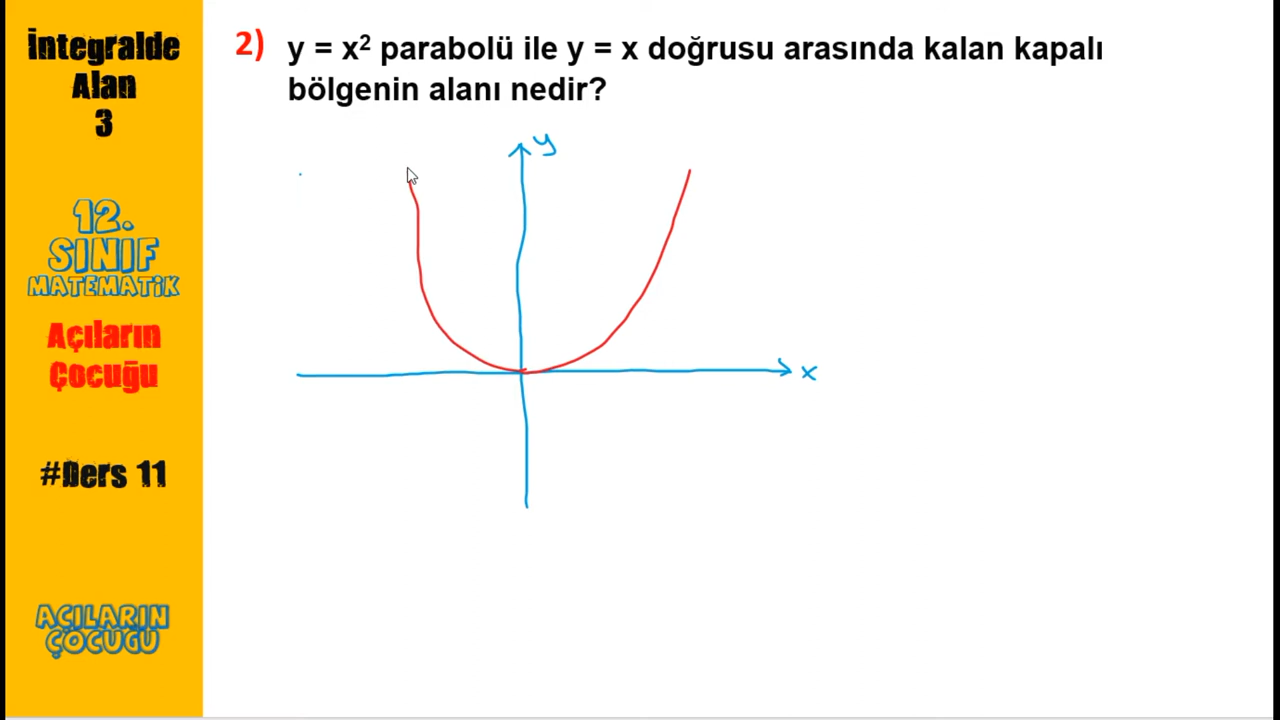 İntegralde
Alan
3
12.
SINIF
MATEMATİK
Açıların
Çocuğu
#Ders 11
AÇILARIN
ÇOCUĞU
2) y = x² parabolü ile y = x doğrusu arasında kalan kapalı
bölgenin alanı nedir?
y
x